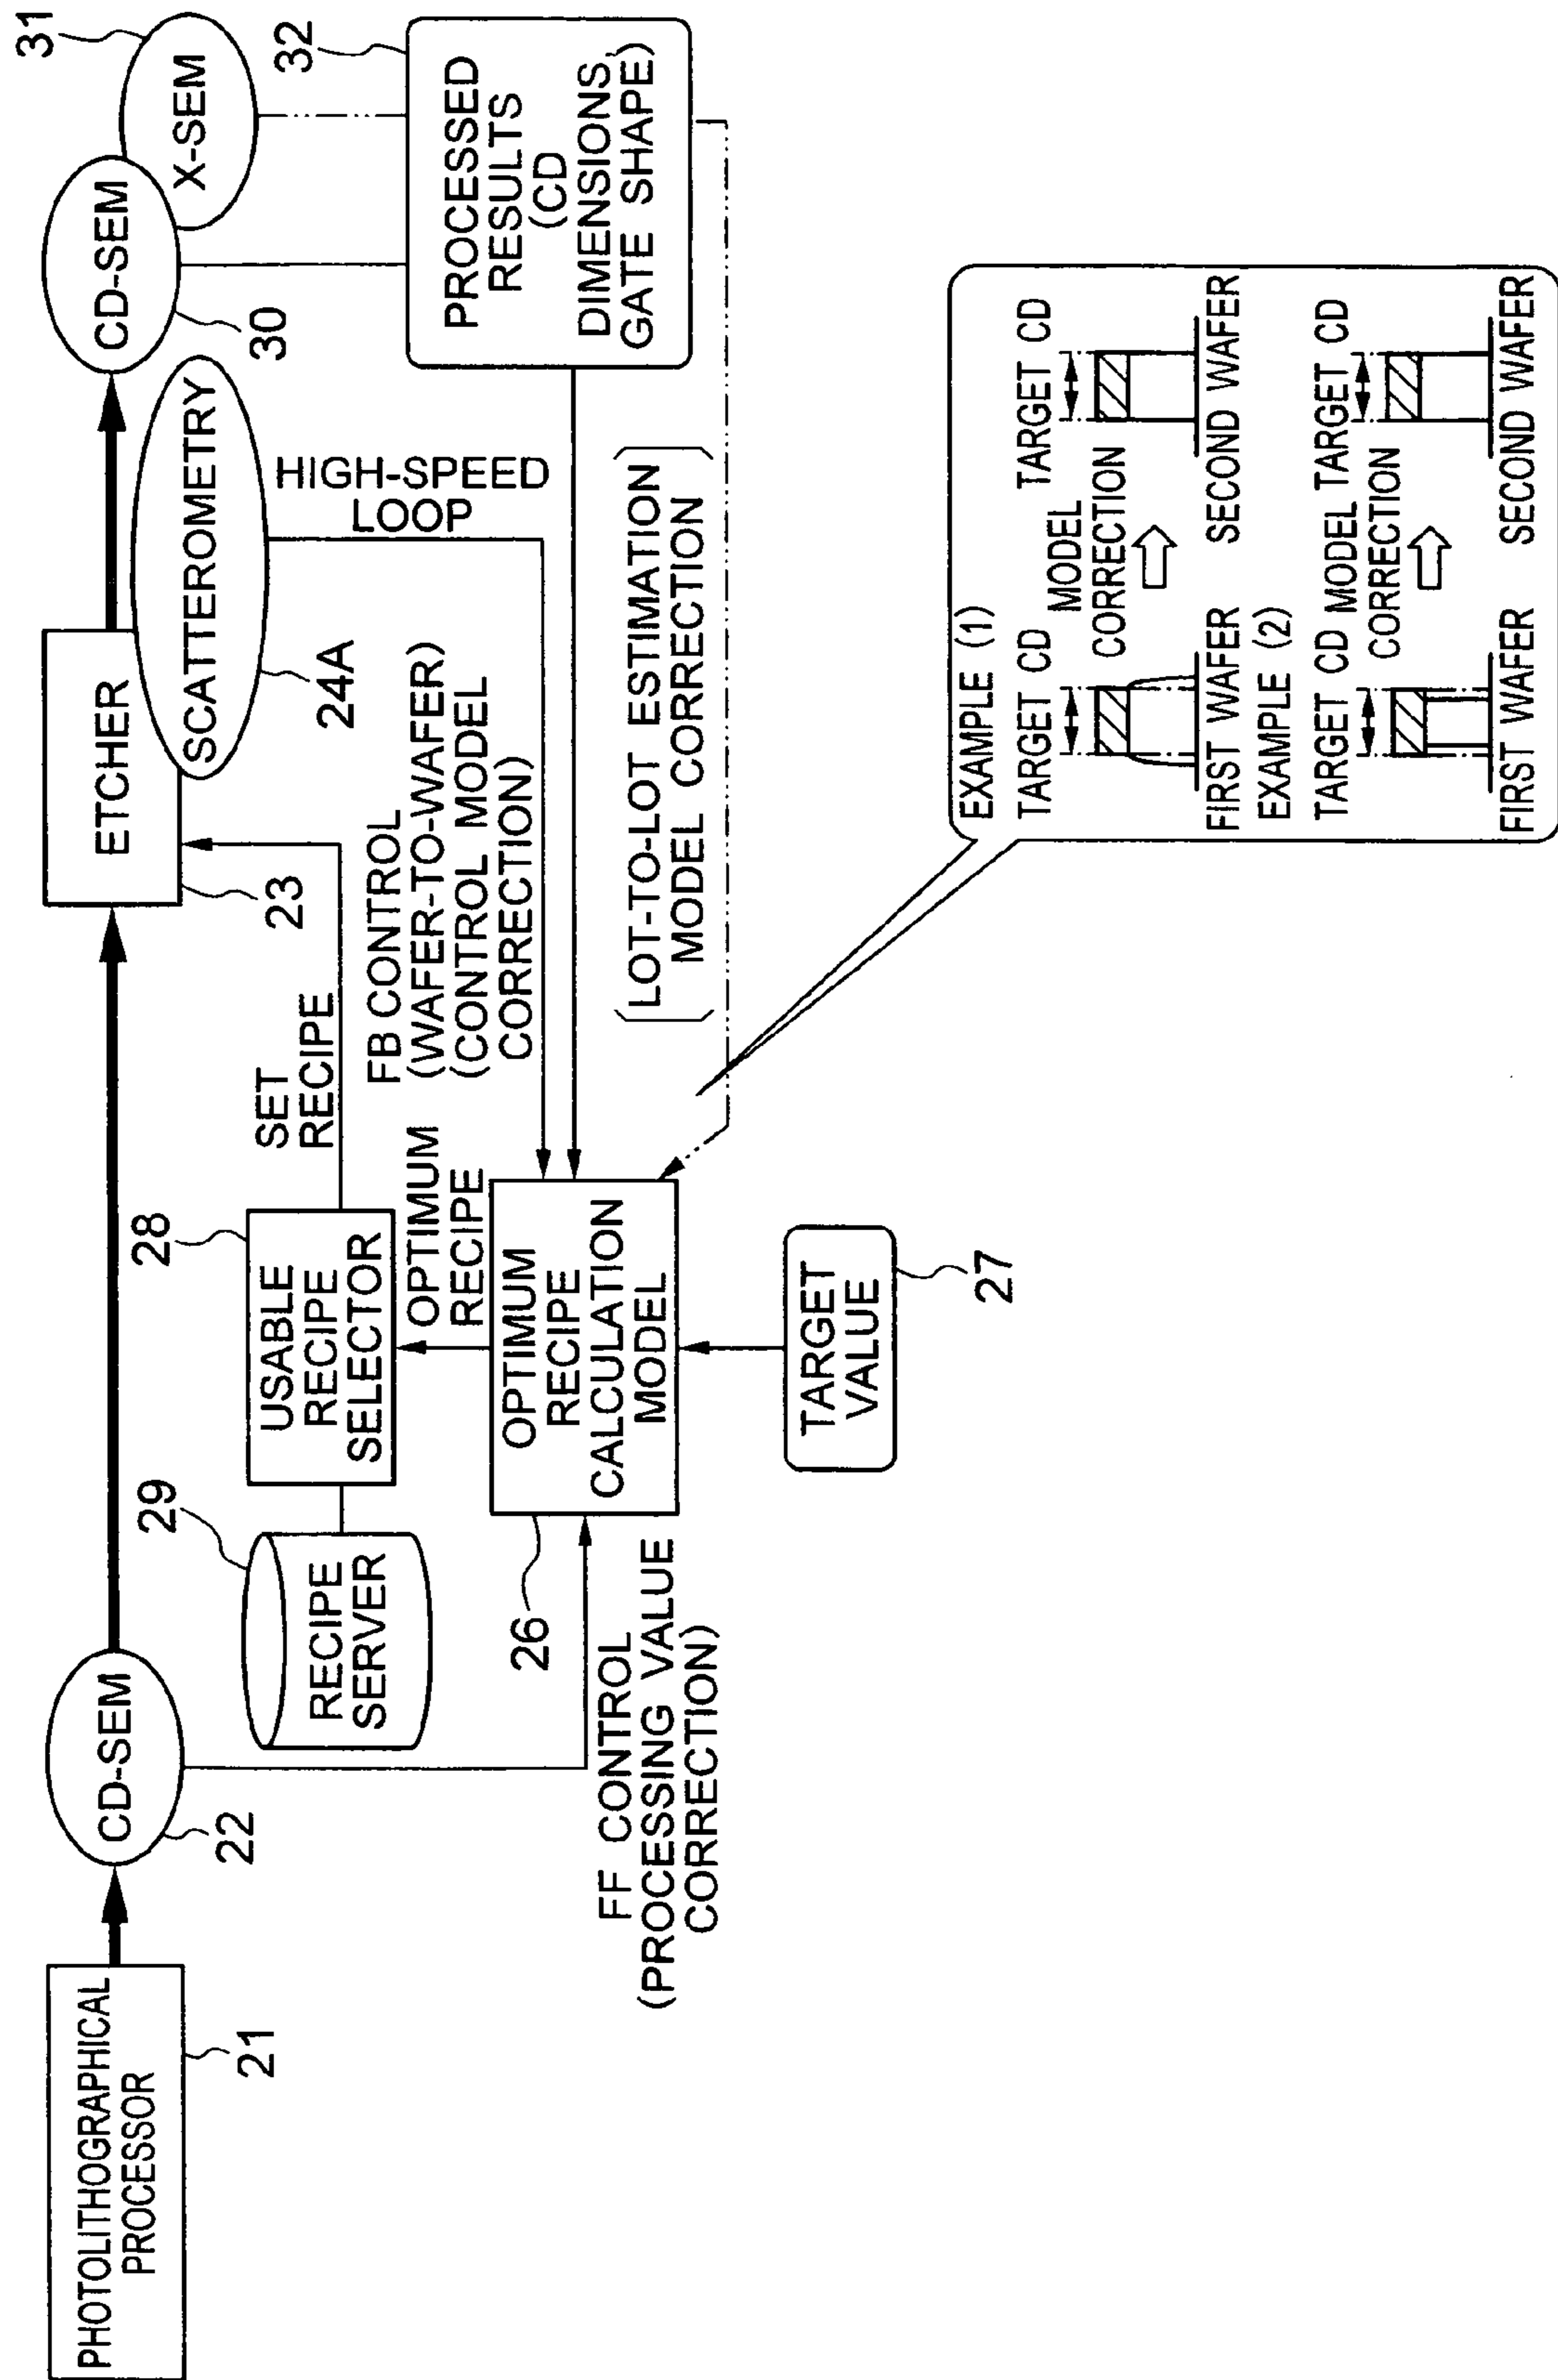 PHOTOLITHOGRAPHICAL
PROCESSOR
21
CD-SEM
22
ETCHER
23
SCATTEROMETRY
24A
CD-SEM
30
X-SEM
31
RECIPE
SERVER
29
USABLE
RECIPE
SELECTOR
28
SET
RECIPE
OPTIMUM
RECIPE
FB CONTROL
(WAFER-TO-WAFER)
(CONTROL MODEL
CORRECTION)
HIGH-SPEED
LOOP
PROCESSED
RESULTS
(CD
DIMENSIONS,
GATE SHAPE)
32
FF CONTROL
(PROCESSING VALUE
CORRECTION)
26
OPTIMUM
RECIPE
CALCULATION
MODEL
LOT-TO-LOT ESTIMATION
MODEL CORRECTION
TARGET
VALUE
27
EXAMPLE (1)
TARGET CD
MODEL
CORRECTION
TARGET CD
FIRST WAFER
SECOND WAFER
EXAMPLE (2)
TARGET CD
MODEL
CORRECTION
TARGET CD
FIRST WAFER
SECOND WAFER